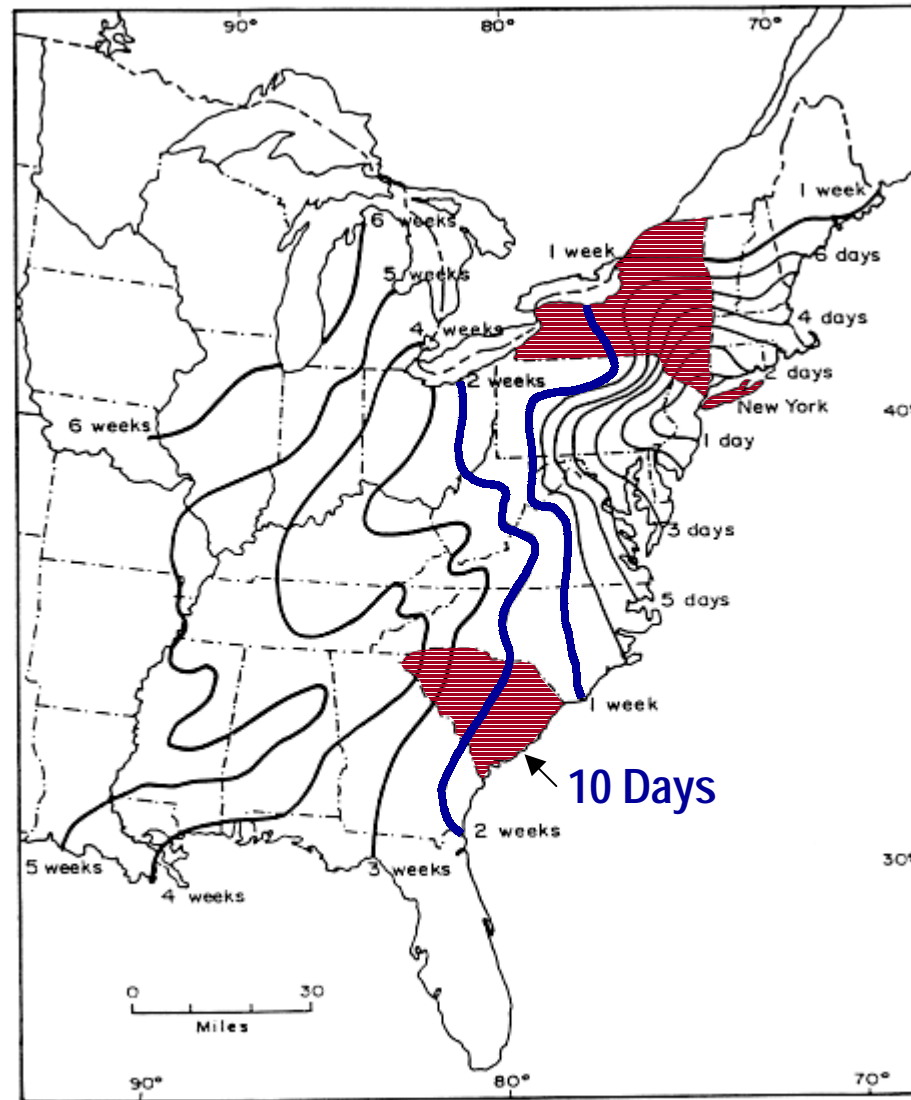 90°
80°
70°
1 week
6 weeks
1 week
6 days
5 weeks
4 days
4 weeks
2 days
2 weeks
New York
40°
6 weeks
1 day
3 days
5 days
1 week
10 Days
2 weeks
30°
5 weeks
3 weeks
4 weeks
0
30
Miles
90°
80°
70°